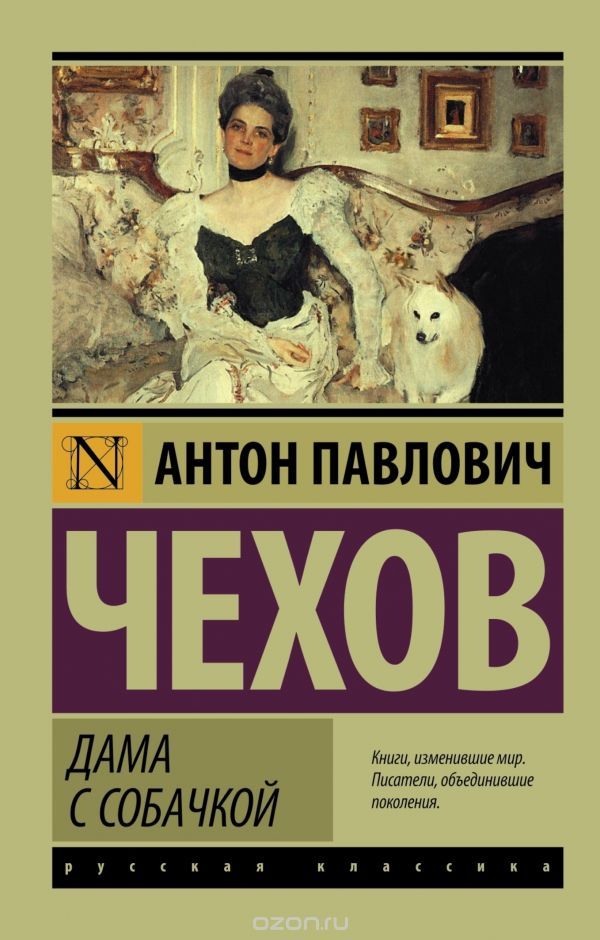 N
АНТОН ПАВЛОВИЧ
ЧЕХОВ
ДАМА
С СОБАЧКОЙ
Книги, изменившие мир.
Писатели, объединившие
поколения.
русская классика
ozon.ru